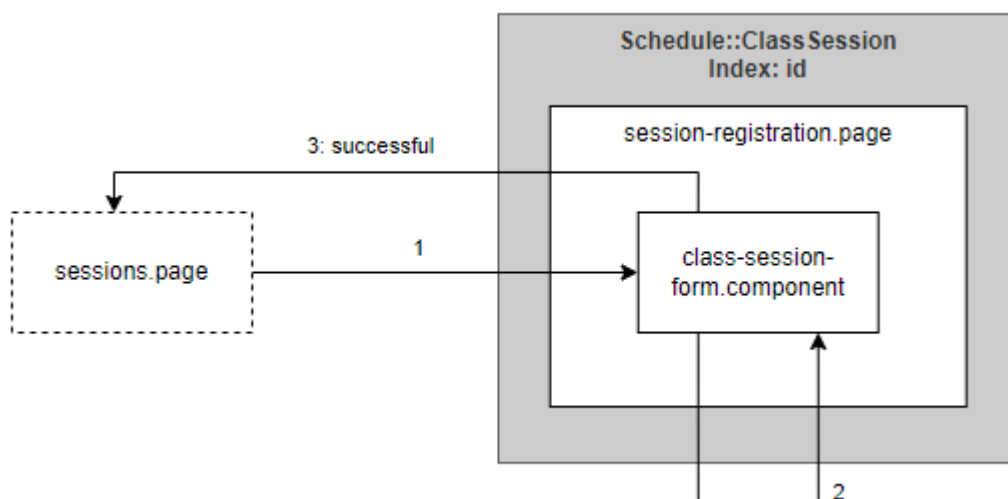 Schedule::ClassSession
Index: id
session-registration.page
3: successful
sessions.page
1
class-session-
form.component
2